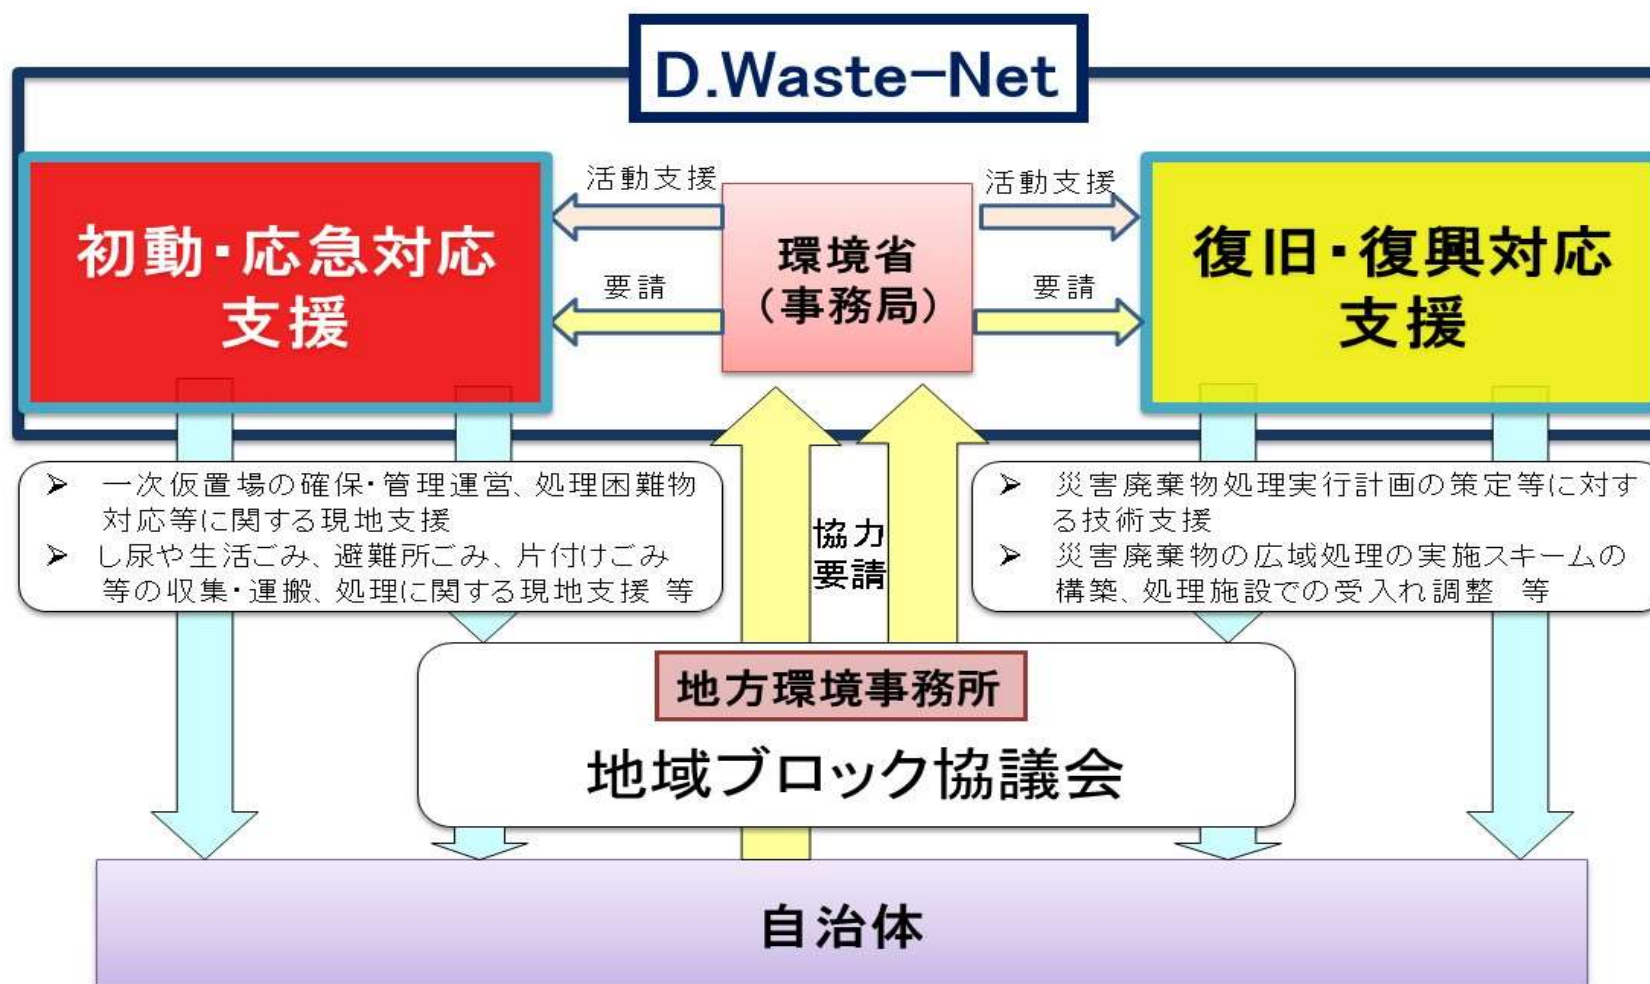 D.Waste-Net
初動・応急対応
支援
活動支援
要請
環境省
(事務局)
活動支援
要請
復旧・復興対応
支援
➢ 一次仮置場の確保・管理運営、処理困難物
対応等に関する現地支援
➢ し尿や生活ごみ、避難所ごみ、片付けごみ
等の収集・運搬、処理に関する現地支援 等
協力
要請
➢ 災害廃棄物処理実行計画の策定等に対す
る技術支援
➢ 災害廃棄物の広域処理の実施スキームの
構築、処理施設での受入れ調整 等
地方環境事務所
地域ブロック協議会
自治体